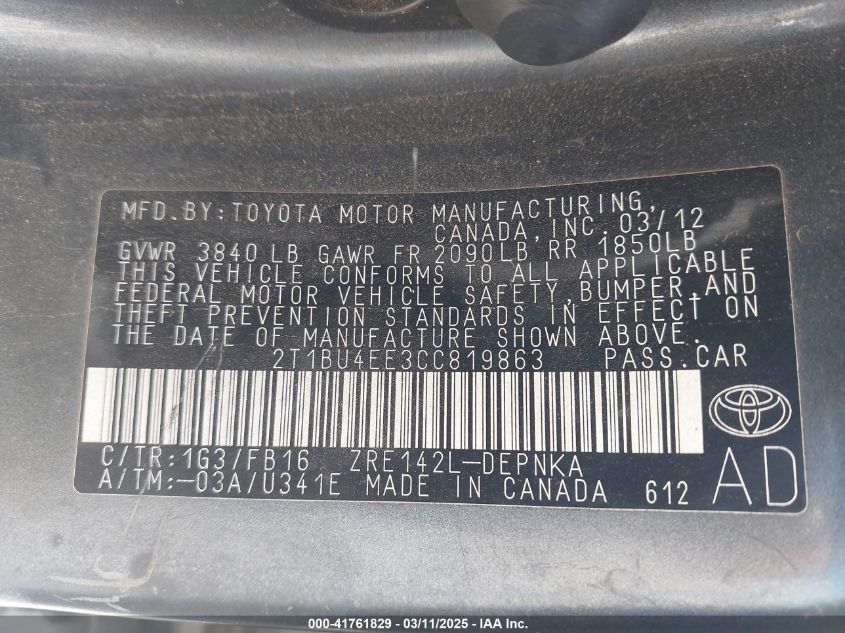 MFD.BY:TOYOTA MOTOR MANUFACTURING,
CANADA,INC. 03/12
GVWR 3840 LB GAWR FR 2090LB RR 1850LB
THIS VEHICLE CONFORMS TO ALL APPLICABLE
FEDERAL MOTOR VEHICLE SAFETY,BUMPER,AND
THEFT PREVENTION STANDARDS IN EFFECT ON
THE DATE OF MANUFACTURE SHOWN ABOVE.
2T1BU4EE3CC819863 PASS.CAR
C/TR:1G3/FB16 ZRE142L-DEPNKA
A/TM:-03A/U341E MADE IN CANADA 612 AD
000-41761829 - 03/11/2025 - IAA Inc.